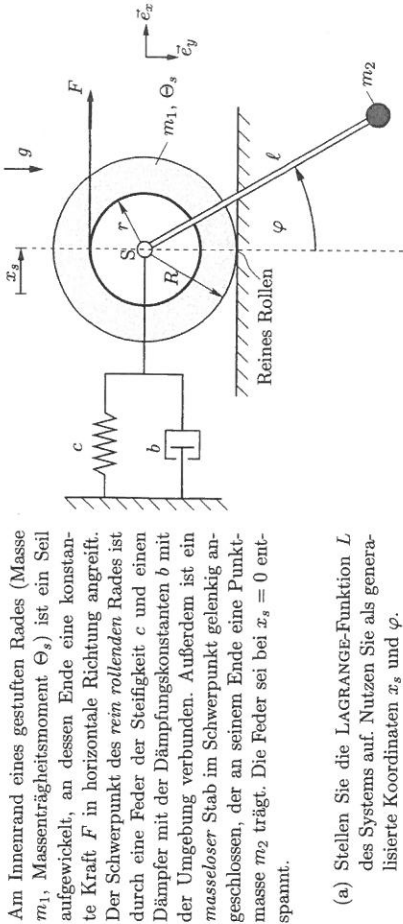 Am Innenrand eines gestuften Rades (Masse
m₁, Massenträgheitsmoment Θₛ) ist ein Seil
aufgewickelt, an dessen Ende eine konstan-
te Kraft F in horizontale Richtung angreift.
Der Schwerpunkt des rein rollenden Rades ist
durch eine Feder der Steifigkeit c und einen
Dämpfer mit der Dämpfungskonstanten b mit
der Umgebung verbunden. Außerdem ist ein
masseloser Stab im Schwerpunkt gelenkig an-
geschlossen, der an seinem Ende eine Punkt-
masse m₂ trägt. Die Feder sei bei xₛ = 0 ent-
spannt.
(a) Stellen Sie die LAGRANGE-Funktion L
des Systems auf. Nutzen Sie als genera-
lisierte Koordinaten xₛ und φ.
xₛ
g
F
c
b
S
r
R
m₁, Θₛ
e⃗ₓ
e⃗ᵧ
Reines Rollen
φ
ℓ
m₂